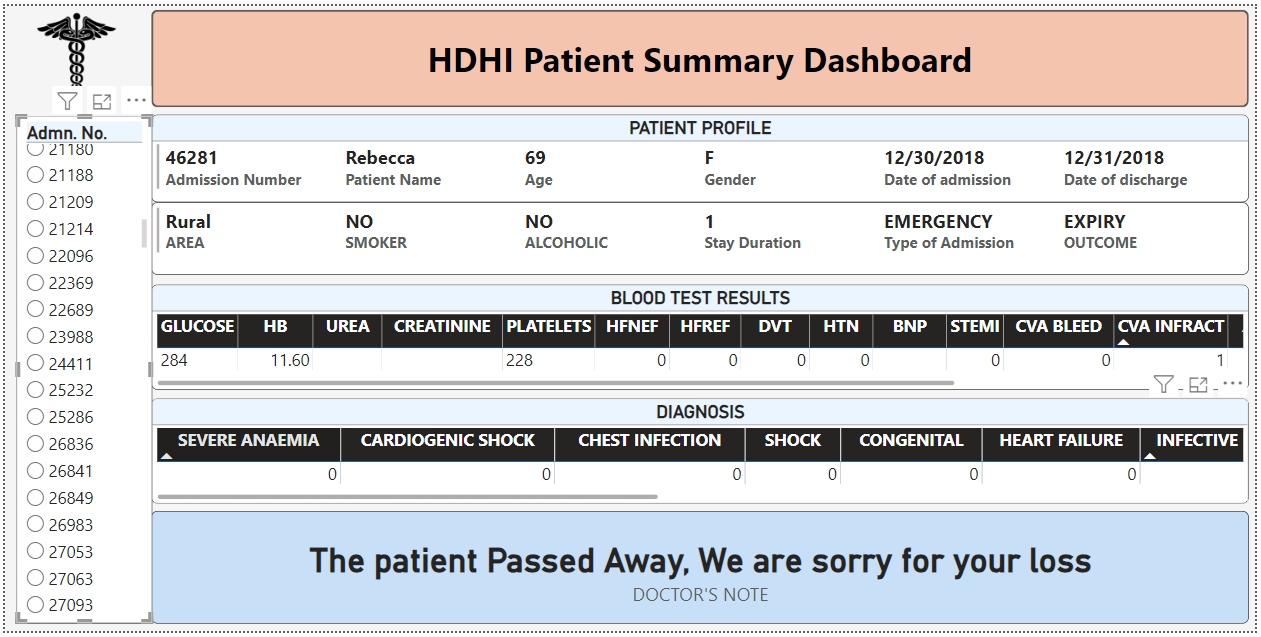 HDHI Patient Summary Dashboard
Admn. No.
21180
21188
21209
21214
22096
22369
22689
23988
24411
25232
25286
26836
26841
26849
26983
27053
27063
27093
PATIENT PROFILE
46281 Rebecca 69 F 12/30/2018 12/31/2018
Admission Number Patient Name Age Gender Date of admission Date of discharge
Rural NO NO 1 EMERGENCY EXPIRY
AREA SMOKER ALCOHOLIC Stay Duration Type of Admission OUTCOME
BLOOD TEST RESULTS
GLUCOSE HB UREA CREATININE PLATELETS HFNEF HFREF DVT HTN BNP STEMI CVA BLEED CVA INFRACT
284 11.60 228 0 0 0 0 0 0 1
DIAGNOSIS
SEVERE ANAEMIA CARDIOGENIC SHOCK CHEST INFECTION SHOCK CONGENITAL HEART FAILURE INFECTIVE
0 0 0 0 0 0
The patient Passed Away, We are sorry for your loss
DOCTOR'S NOTE